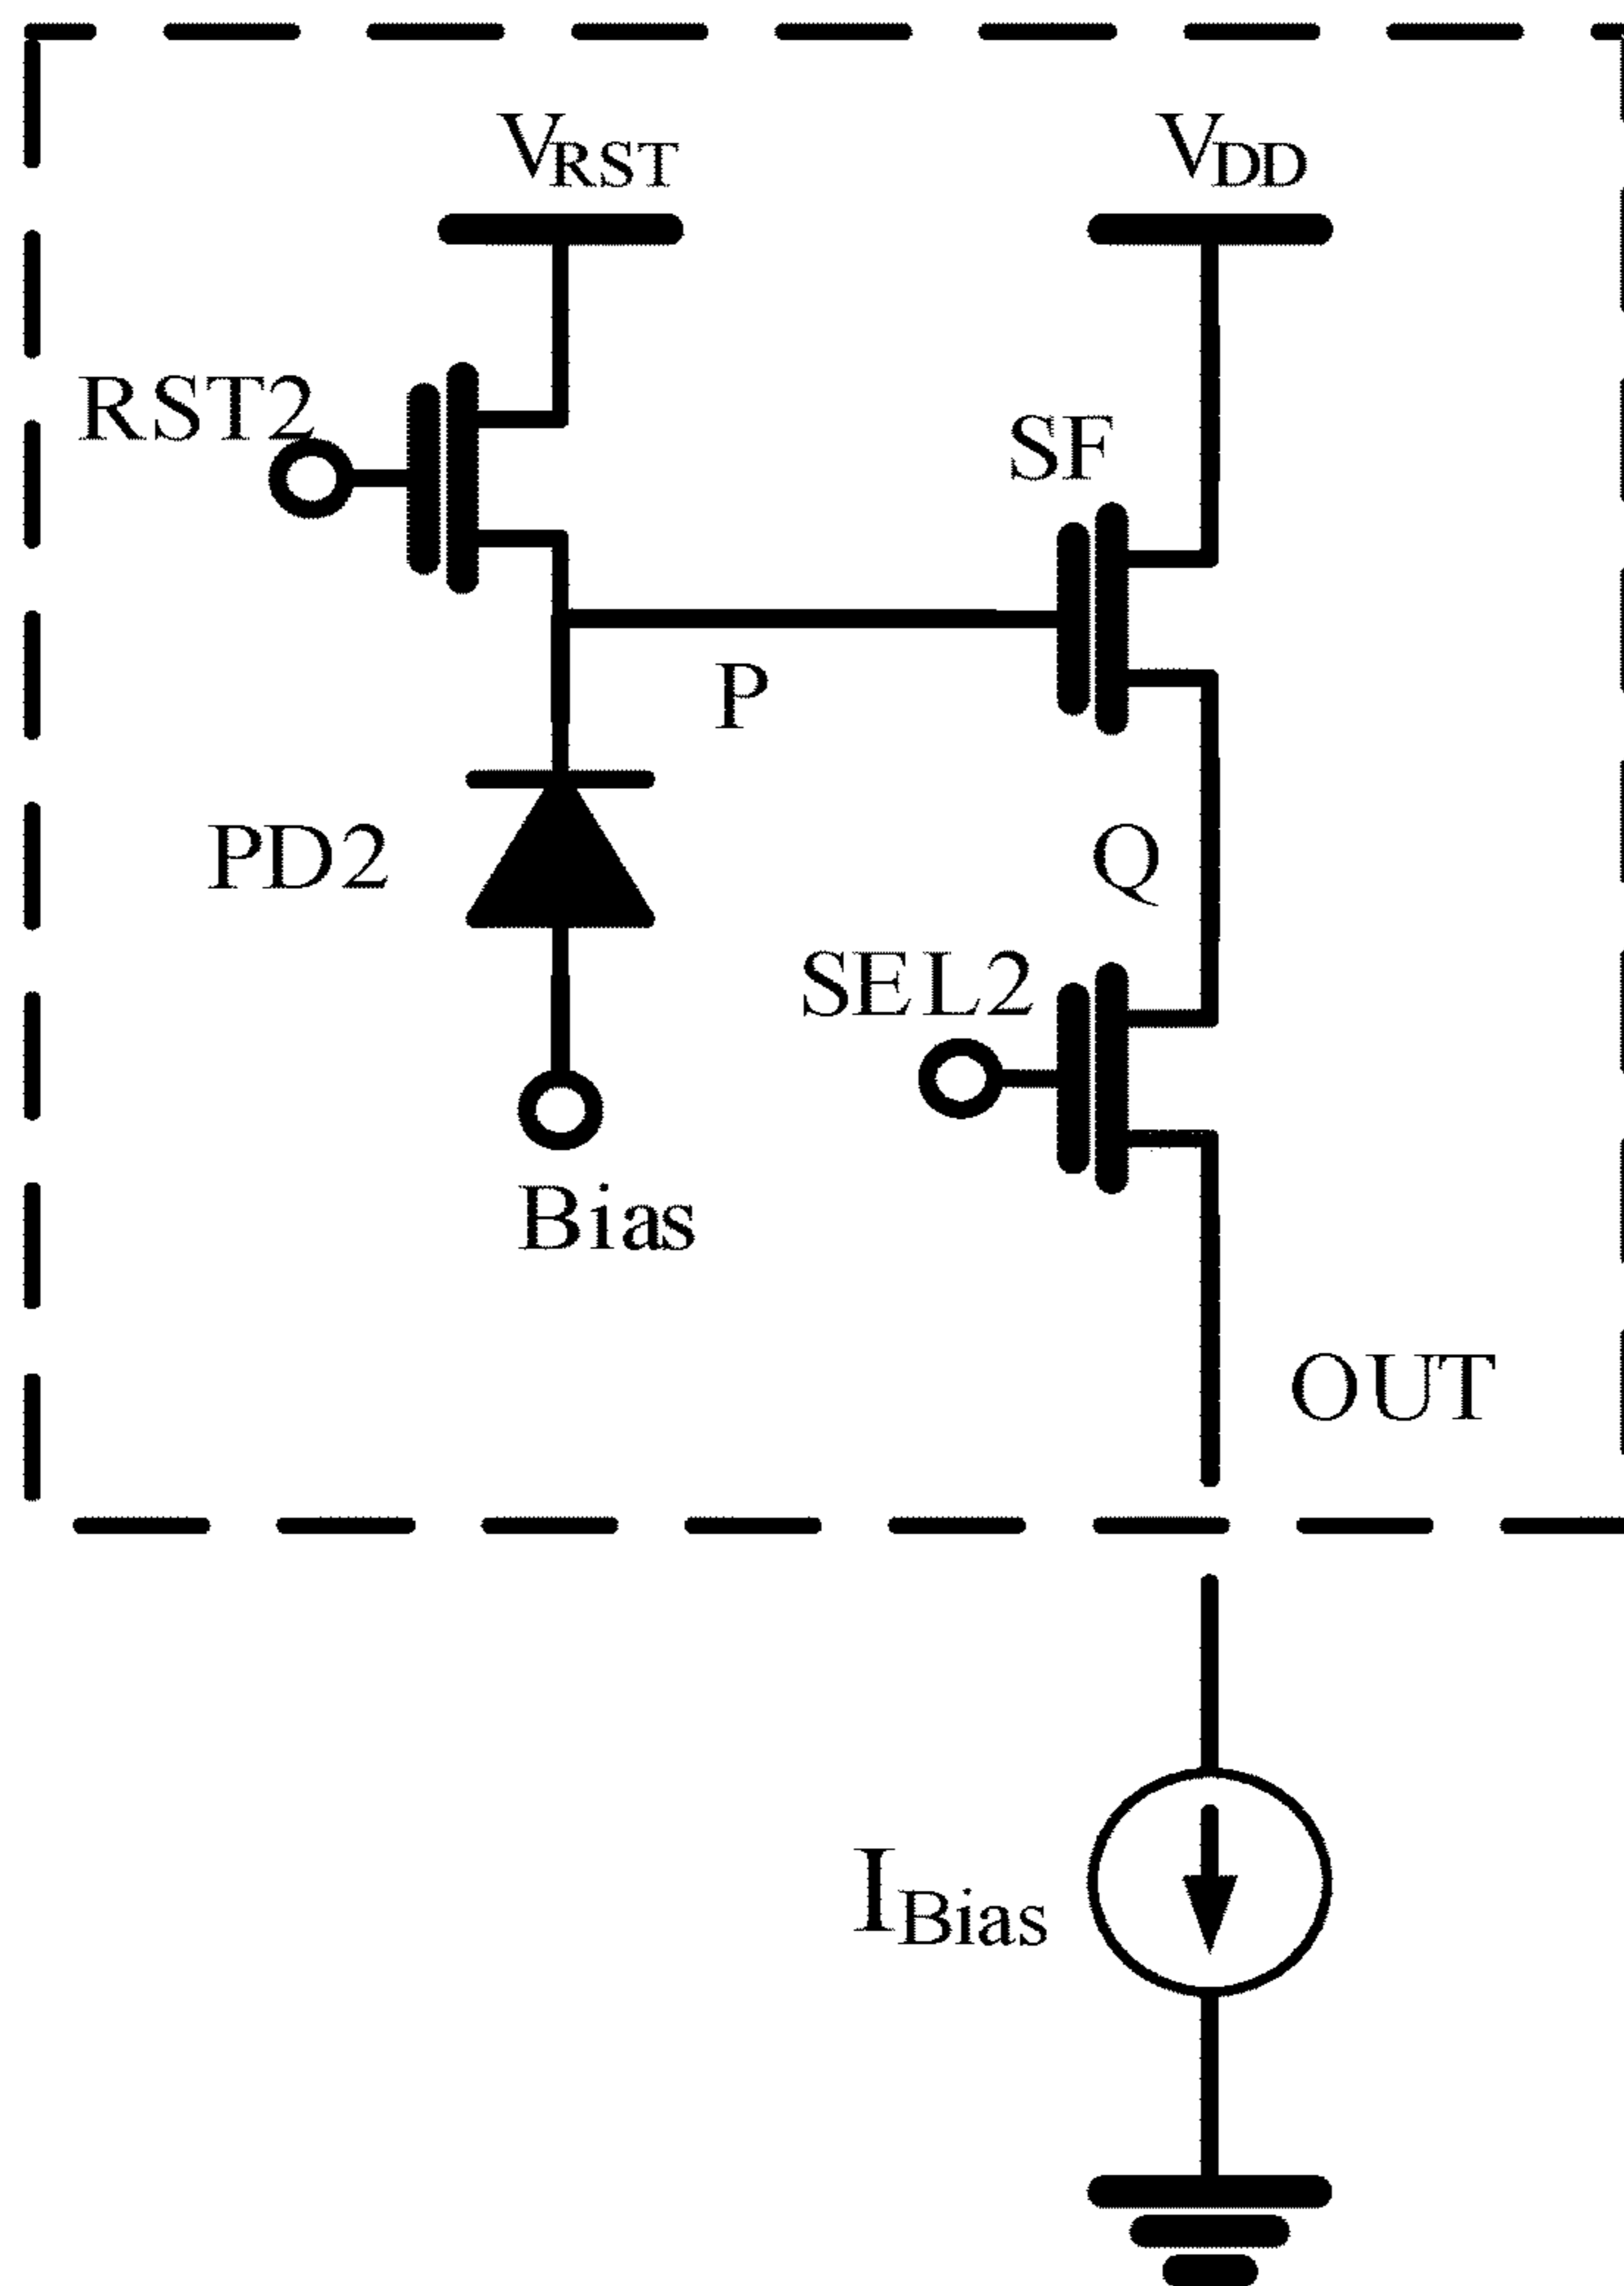 VRST
VDD
RST2
SF
P
PD2
Q
SEL2
Bias
OUT
IBias